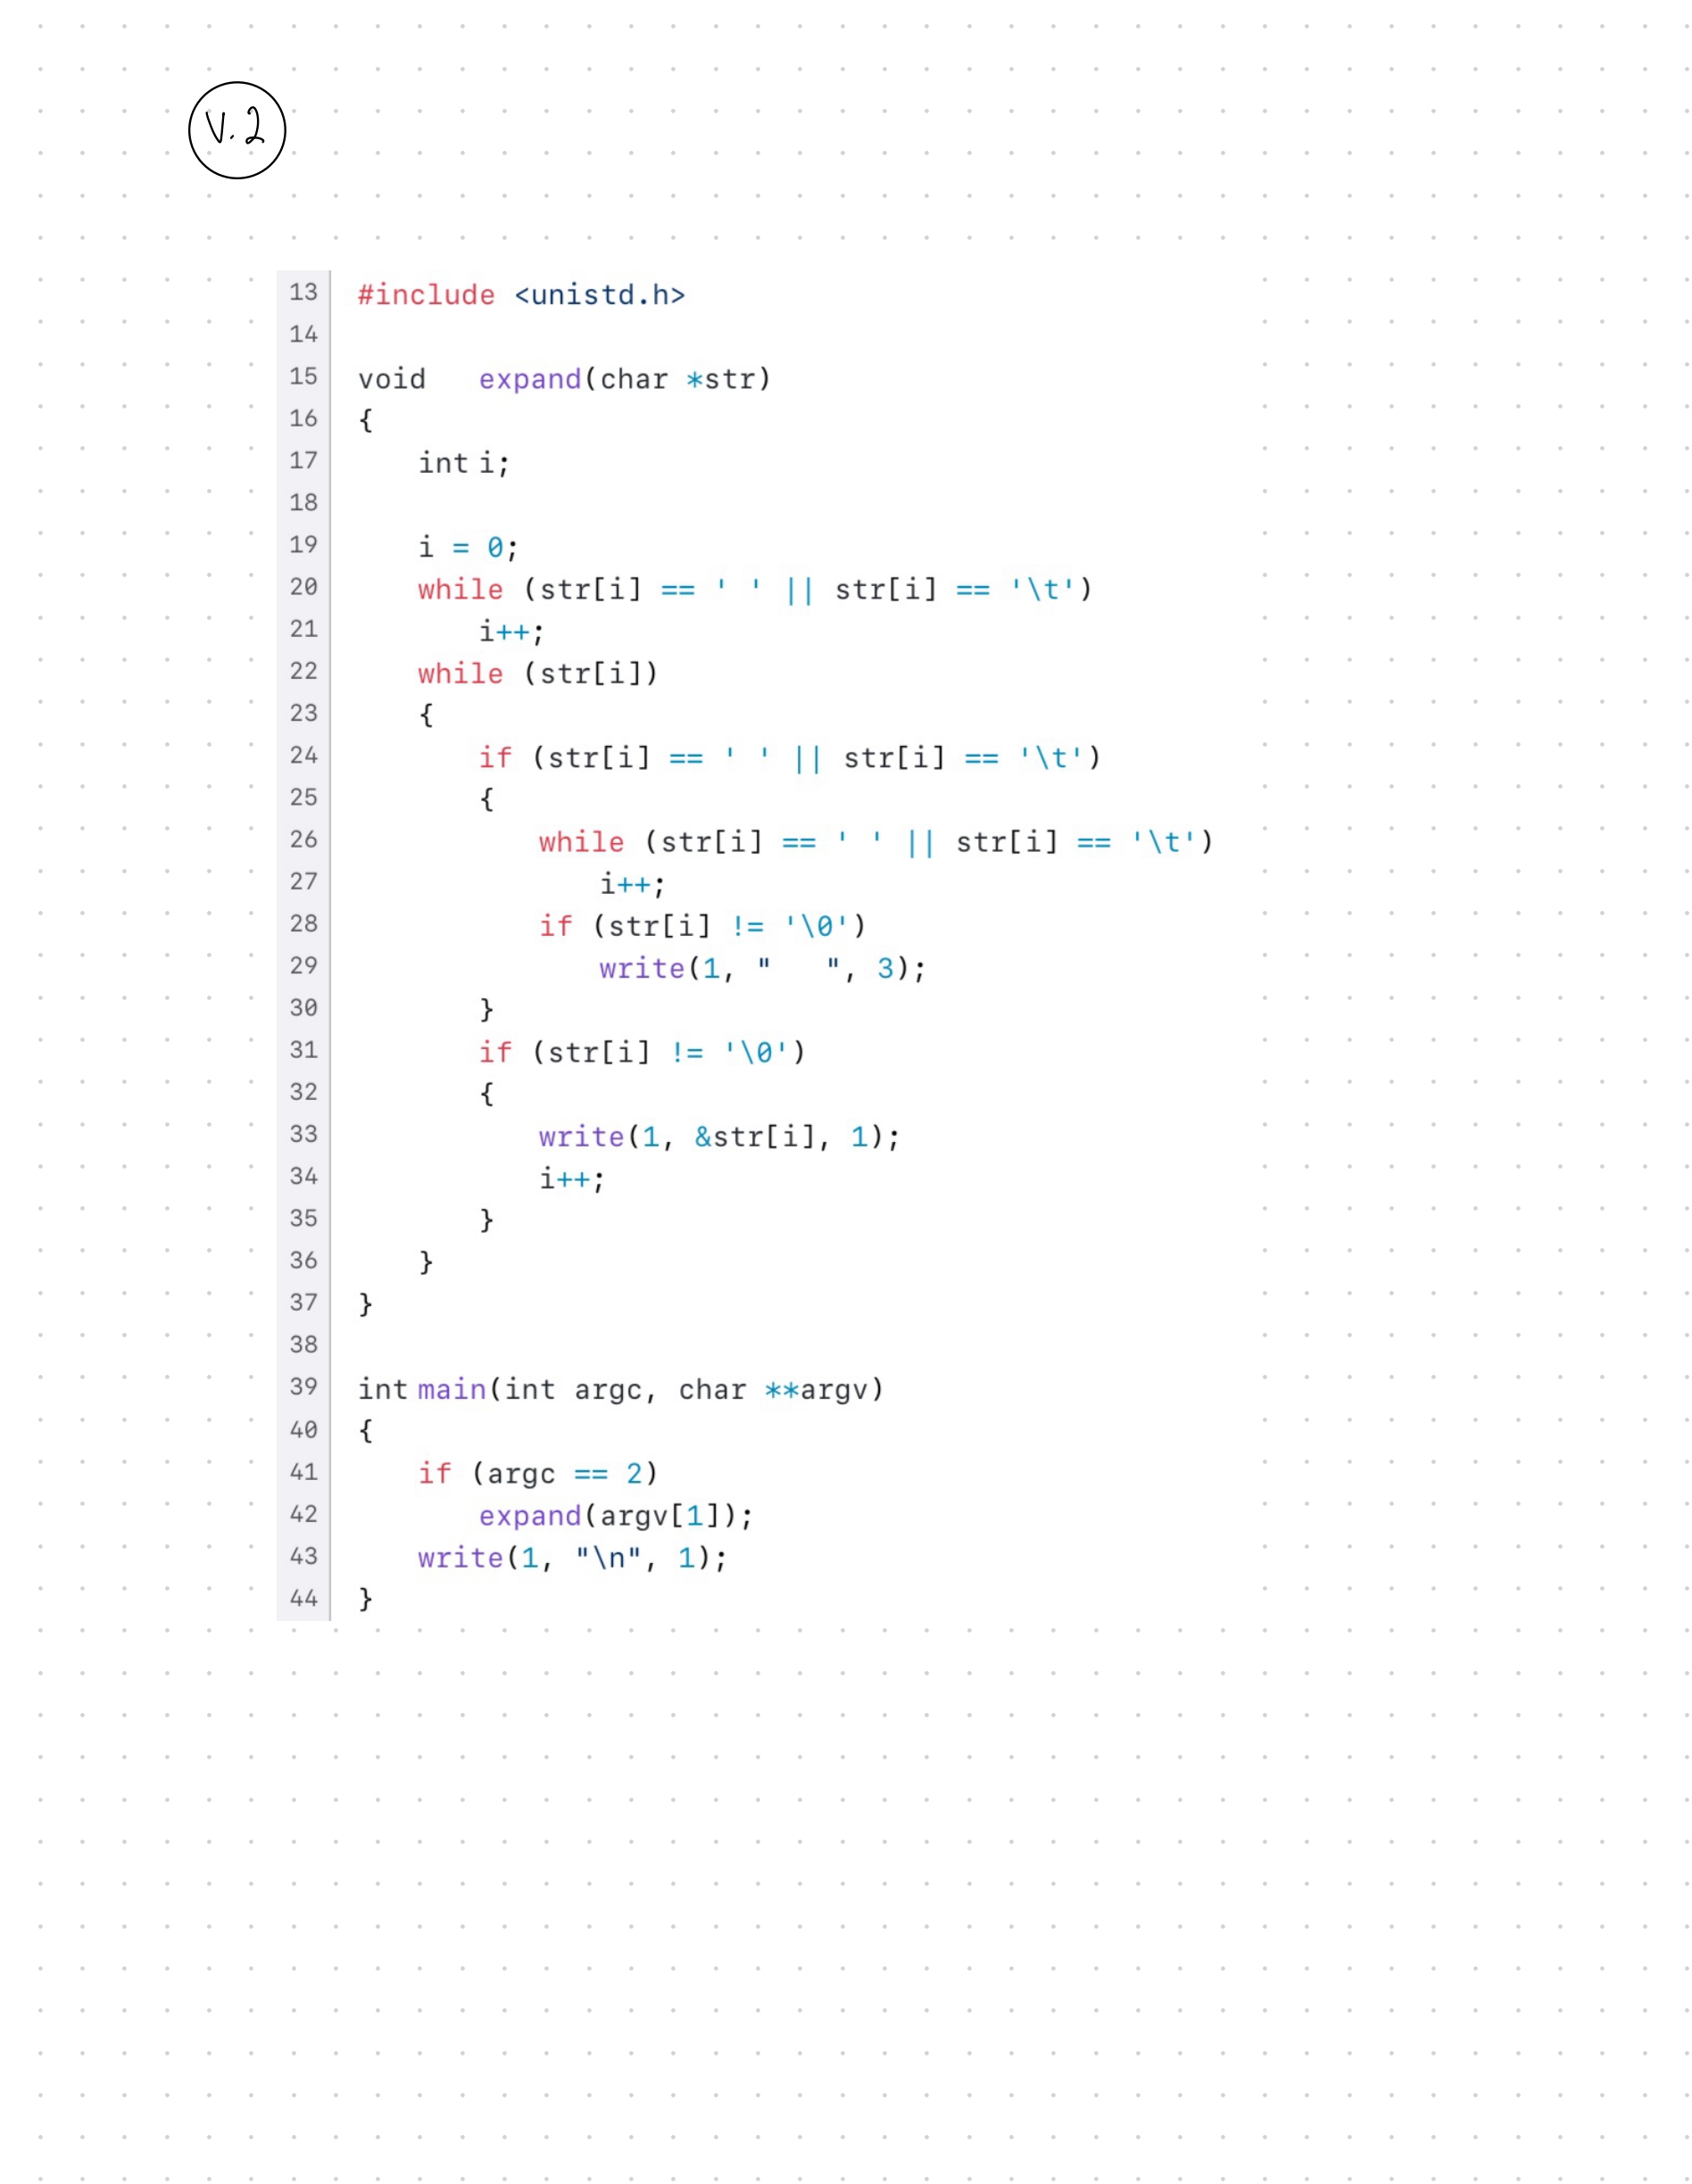 V.2
13 #include <unistd.h>
14
15 void   expand(char *str)
16 {
17     int i;
18
19     i = 0;
20     while (str[i] == ' ' || str[i] == '\t')
21         i++;
22     while (str[i])
23     {
24         if (str[i] == ' ' || str[i] == '\t')
25         {
26             while (str[i] == ' ' || str[i] == '\t')
27                 i++;
28             if (str[i] != '\0')
29                 write(1, "   ", 3);
30         }
31         if (str[i] != '\0')
32         {
33             write(1, &str[i], 1);
34             i++;
35         }
36     }
37 }
38
39 int main(int argc, char **argv)
40 {
41     if (argc == 2)
42         expand(argv[1]);
43     write(1, "\n", 1);
44 }